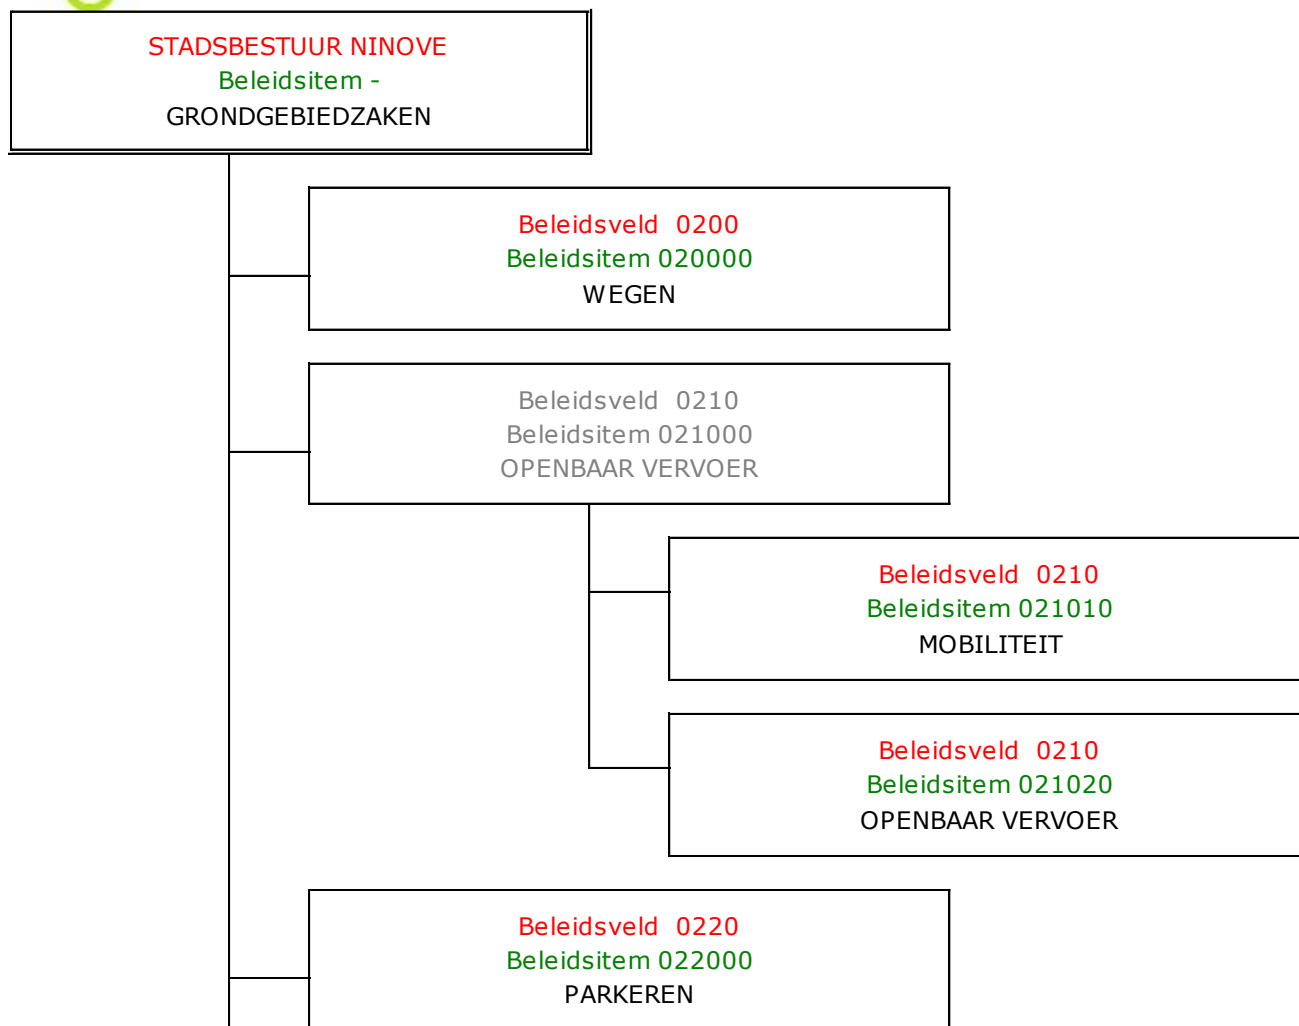 STADSBESTUUR NINOVE
Beleidsitem -
GRONDGEBIEDZAKEN
Beleidsveld 0200
Beleidsitem 020000
WEGEN
Beleidsveld 0210
Beleidsitem 021000
OPENBAAR VERVOER
Beleidsveld 0210
Beleidsitem 021010
MOBILITEIT
Beleidsveld 0210
Beleidsitem 021020
OPENBAAR VERVOER
Beleidsveld 0220
Beleidsitem 022000
PARKEREN